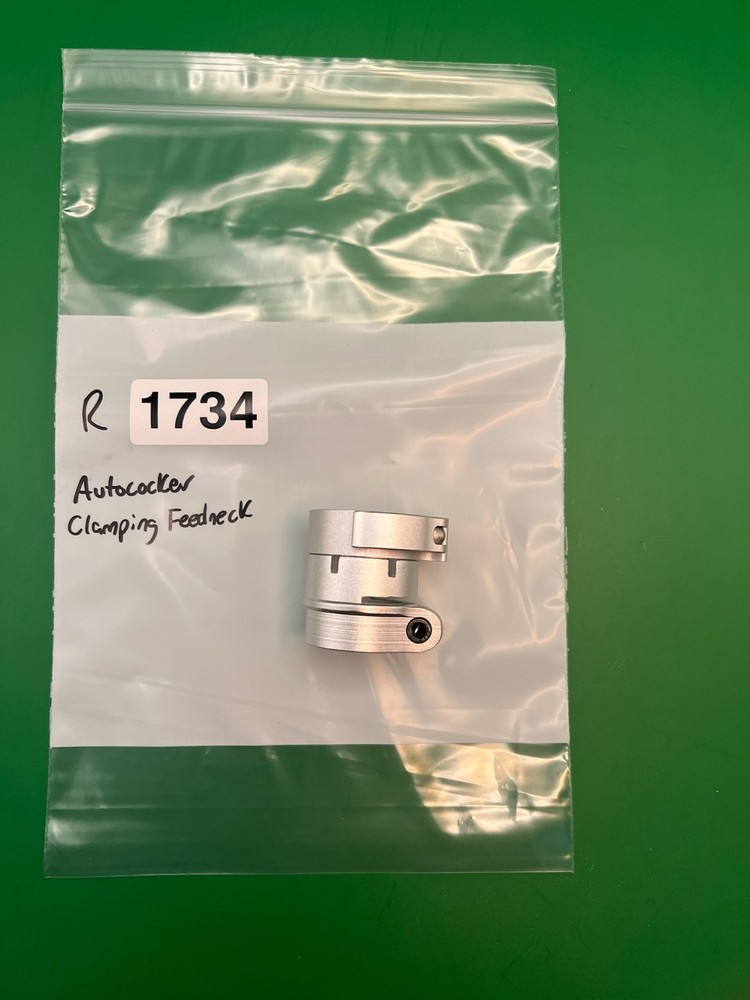 R 1734
Autococker
Clamping Feedneck